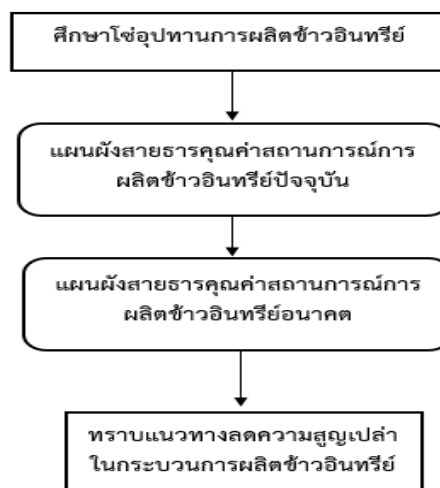 ศึกษาโซ่อุปทานการผลิตข้าวอินทรีย์
แผนผังสายธารคุณค่าสถานการณ์การ
ผลิตข้าวอินทรีย์ปัจจุบัน
แผนผังสายธารคุณค่าสถานการณ์การ
ผลิตข้าวอินทรีย์อนาคต
ทราบแนวทางลดความสูญเปล่า
ในกระบวนการผลิตข้าวอินทรีย์